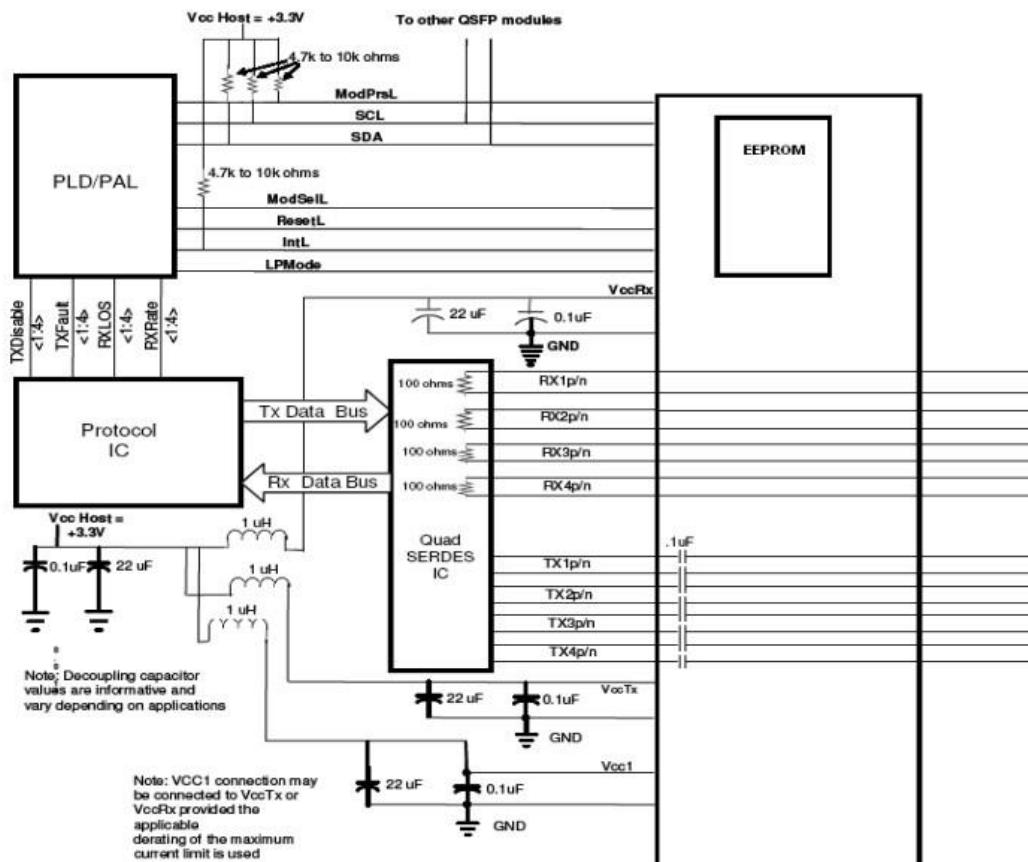 Vcc Host = +3.3V
To other QSFP modules
4.7k to 10k ohms
ModPrsL
SCL
SDA
PLD/PAL
EEPROM
4.7k to 10k ohms
ModSelL
ResetL
IntL
LPMode
VccRx
TXDisable
<1:4>
TXFault
<1:4>
RXLOS
<1:4>
RXRate
<1:4>
22 uF
0.1uF
GND
100 ohms
RX1p/n
Tx Data Bus
100 ohms
RX2p/n
Protocol
IC
100 ohms
RX3p/n
Rx Data Bus
100 ohms
RX4p/n
Vcc Host =
+3.3V
1 uH
Quad
SERDES
IC
.1uF
0.1uF
22 uF
1 uH
TX1p/n
TX2p/n
1 uH
TX3p/n
TX4p/n
Note: Decoupling capacitor
values are informative and
vary depending on applications
VccTx
22 uF
0.1uF
GND
Vcc1
Note: VCC1 connection may
be connected to VccTx or
VccRx provided the
applicable
derating of the maximum
current limit is used
22 uF
0.1uF
GND